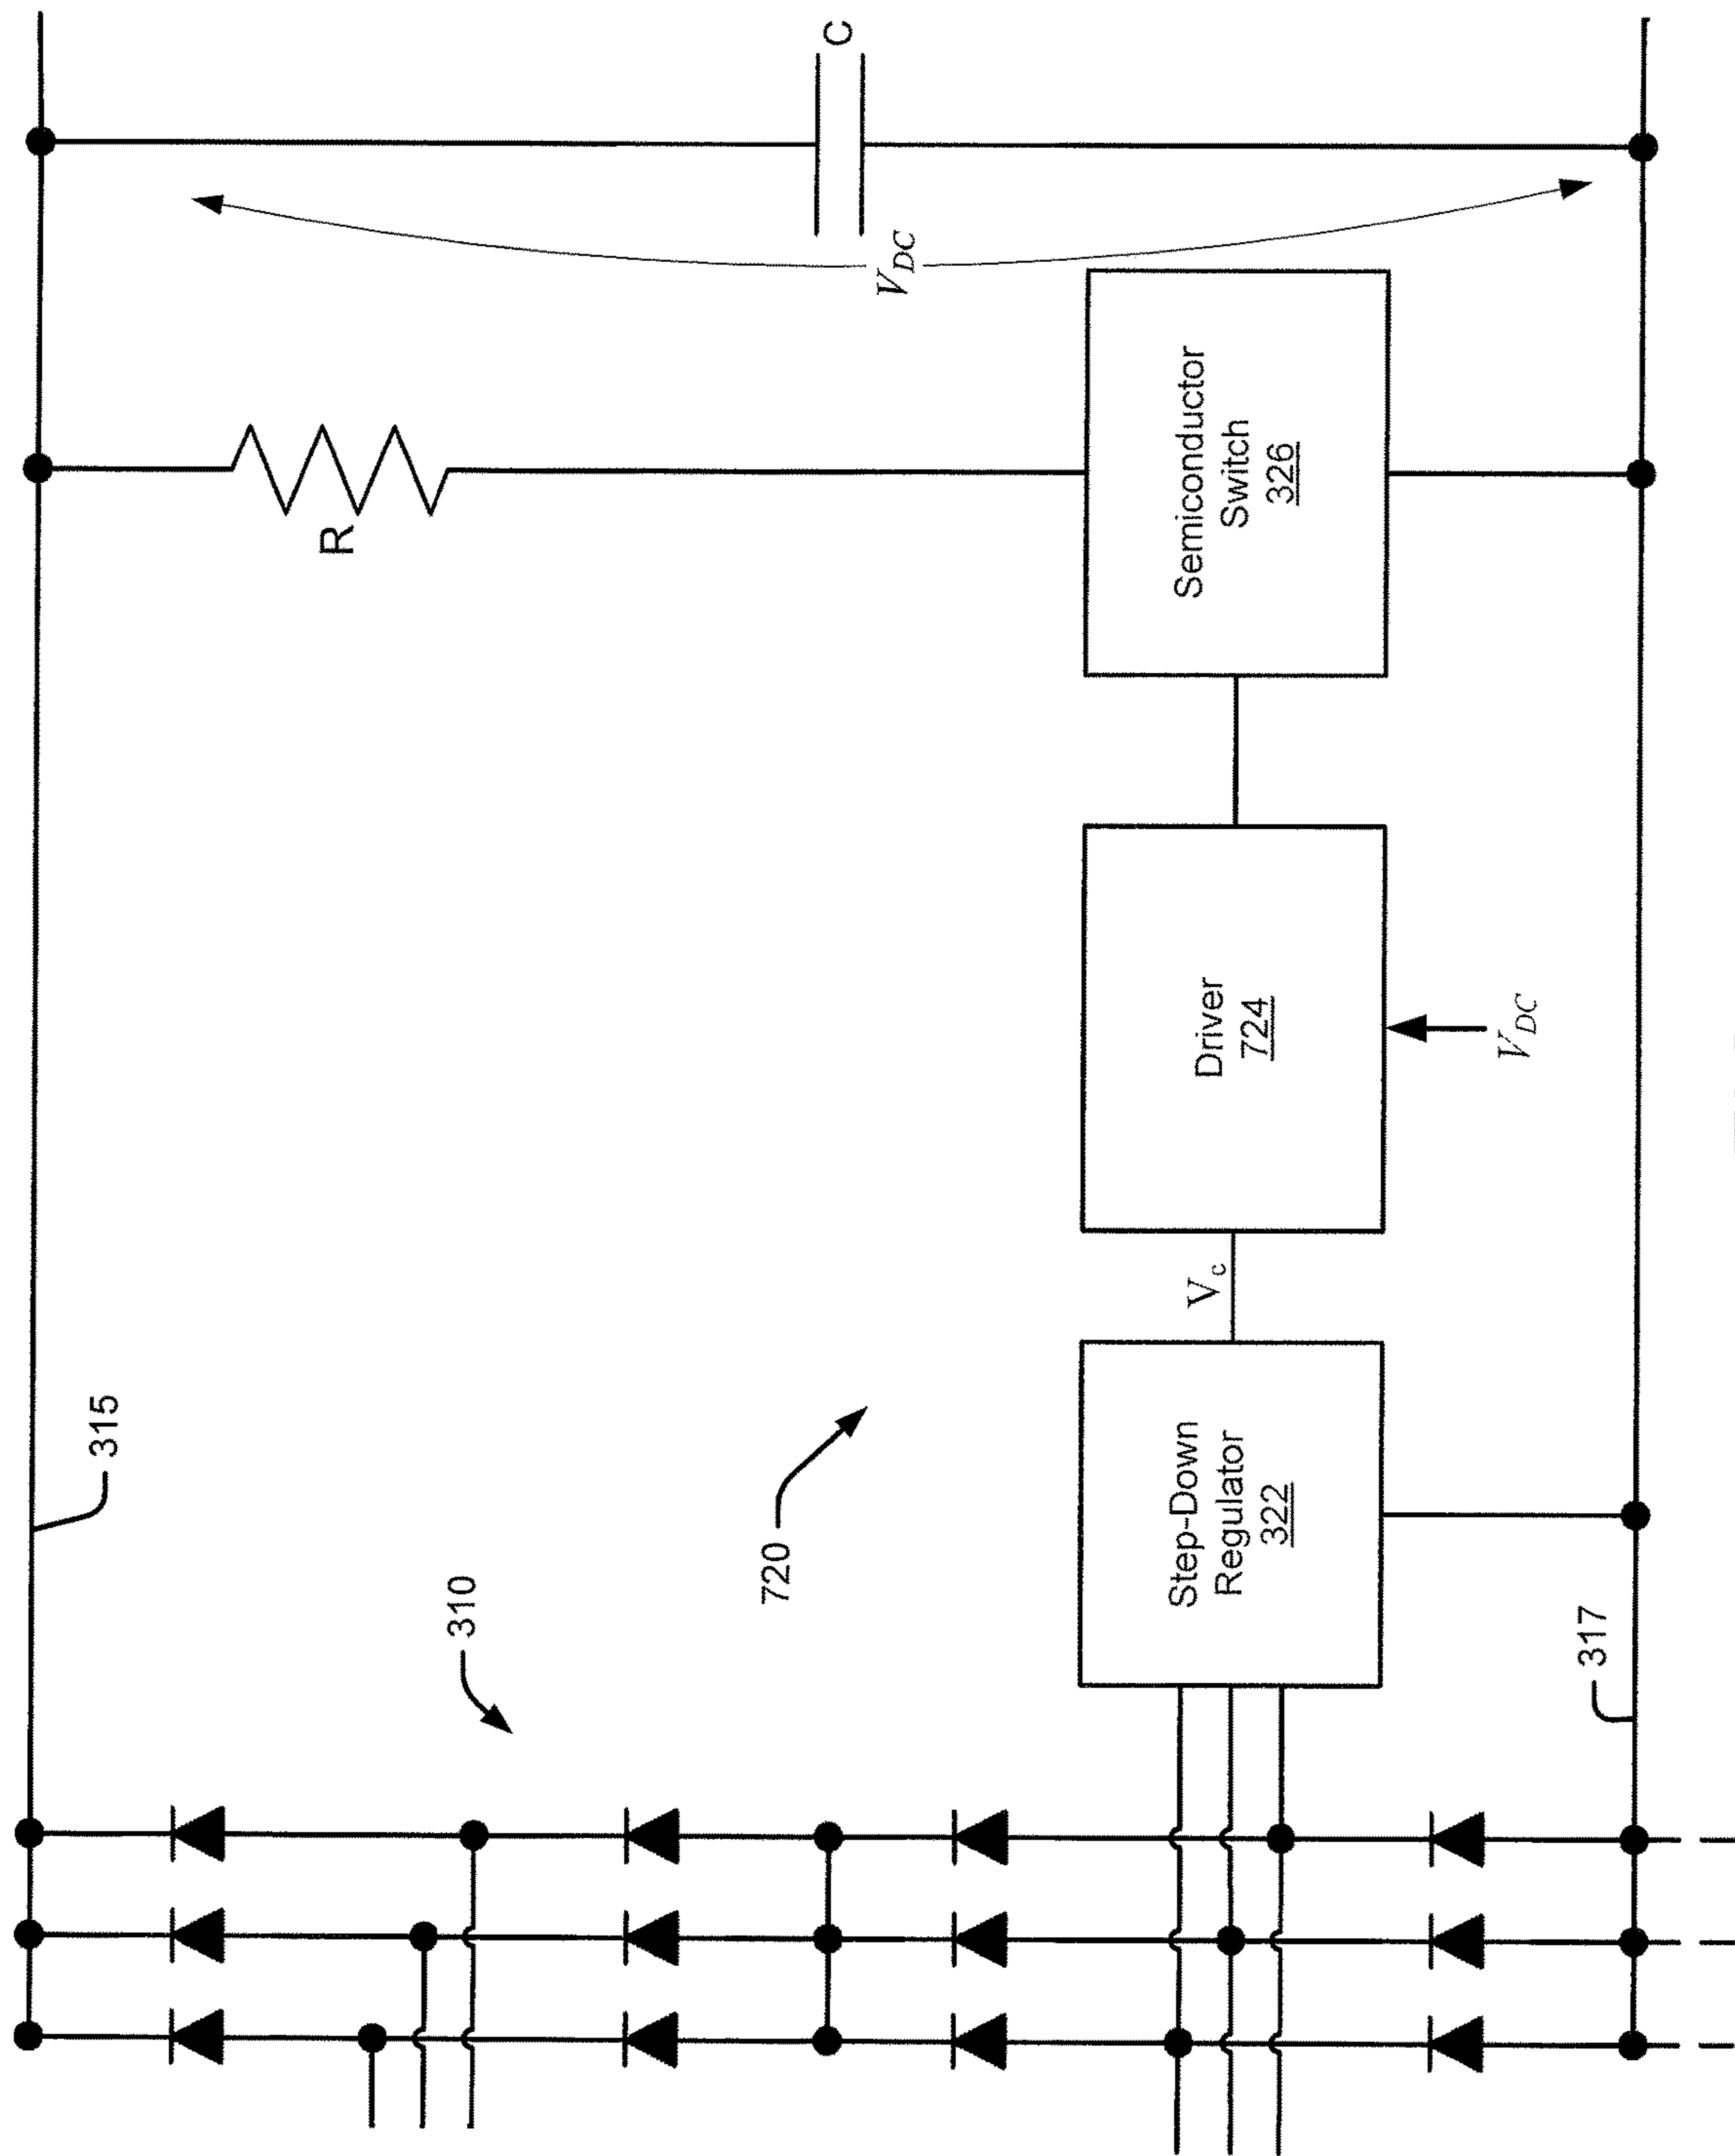 C
V_DC
R
Semiconductor
Switch
326
Driver
724
V_DC
V_c
Step-Down
Regulator
322
315
310
720
317